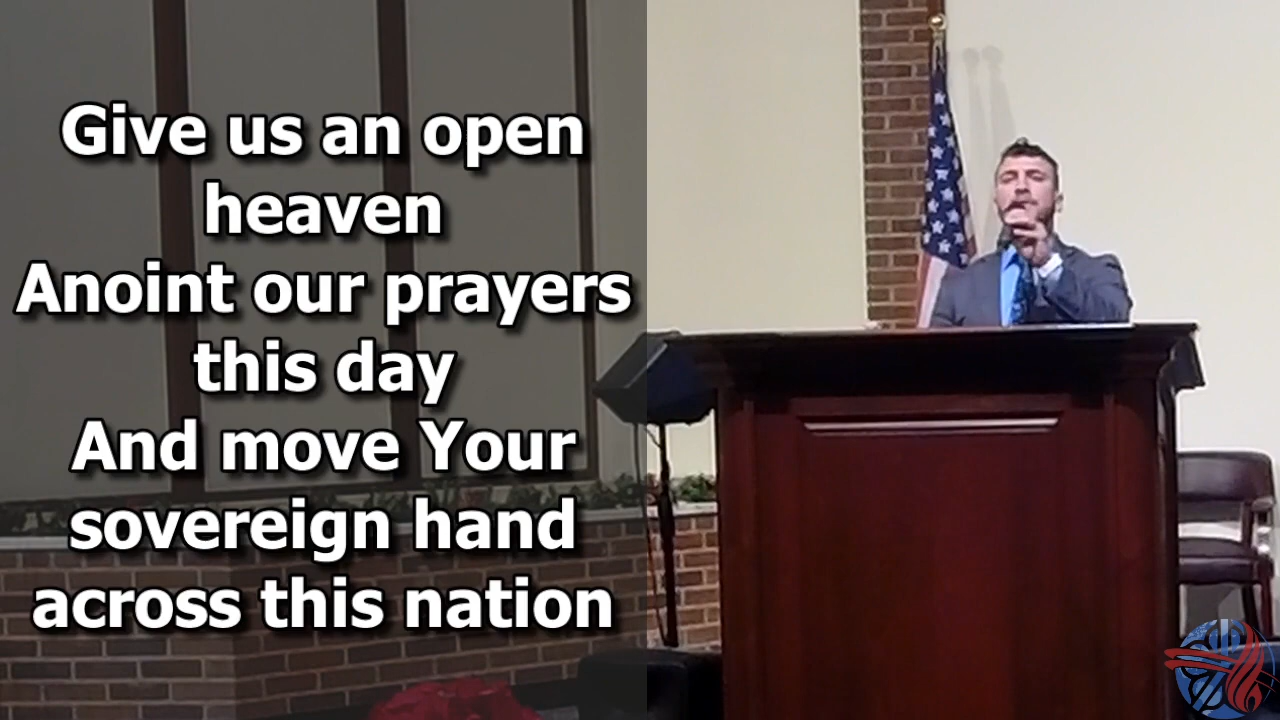 Give us an open
heaven
Anoint our prayers
this day
And move Your
sovereign hand
across this nation